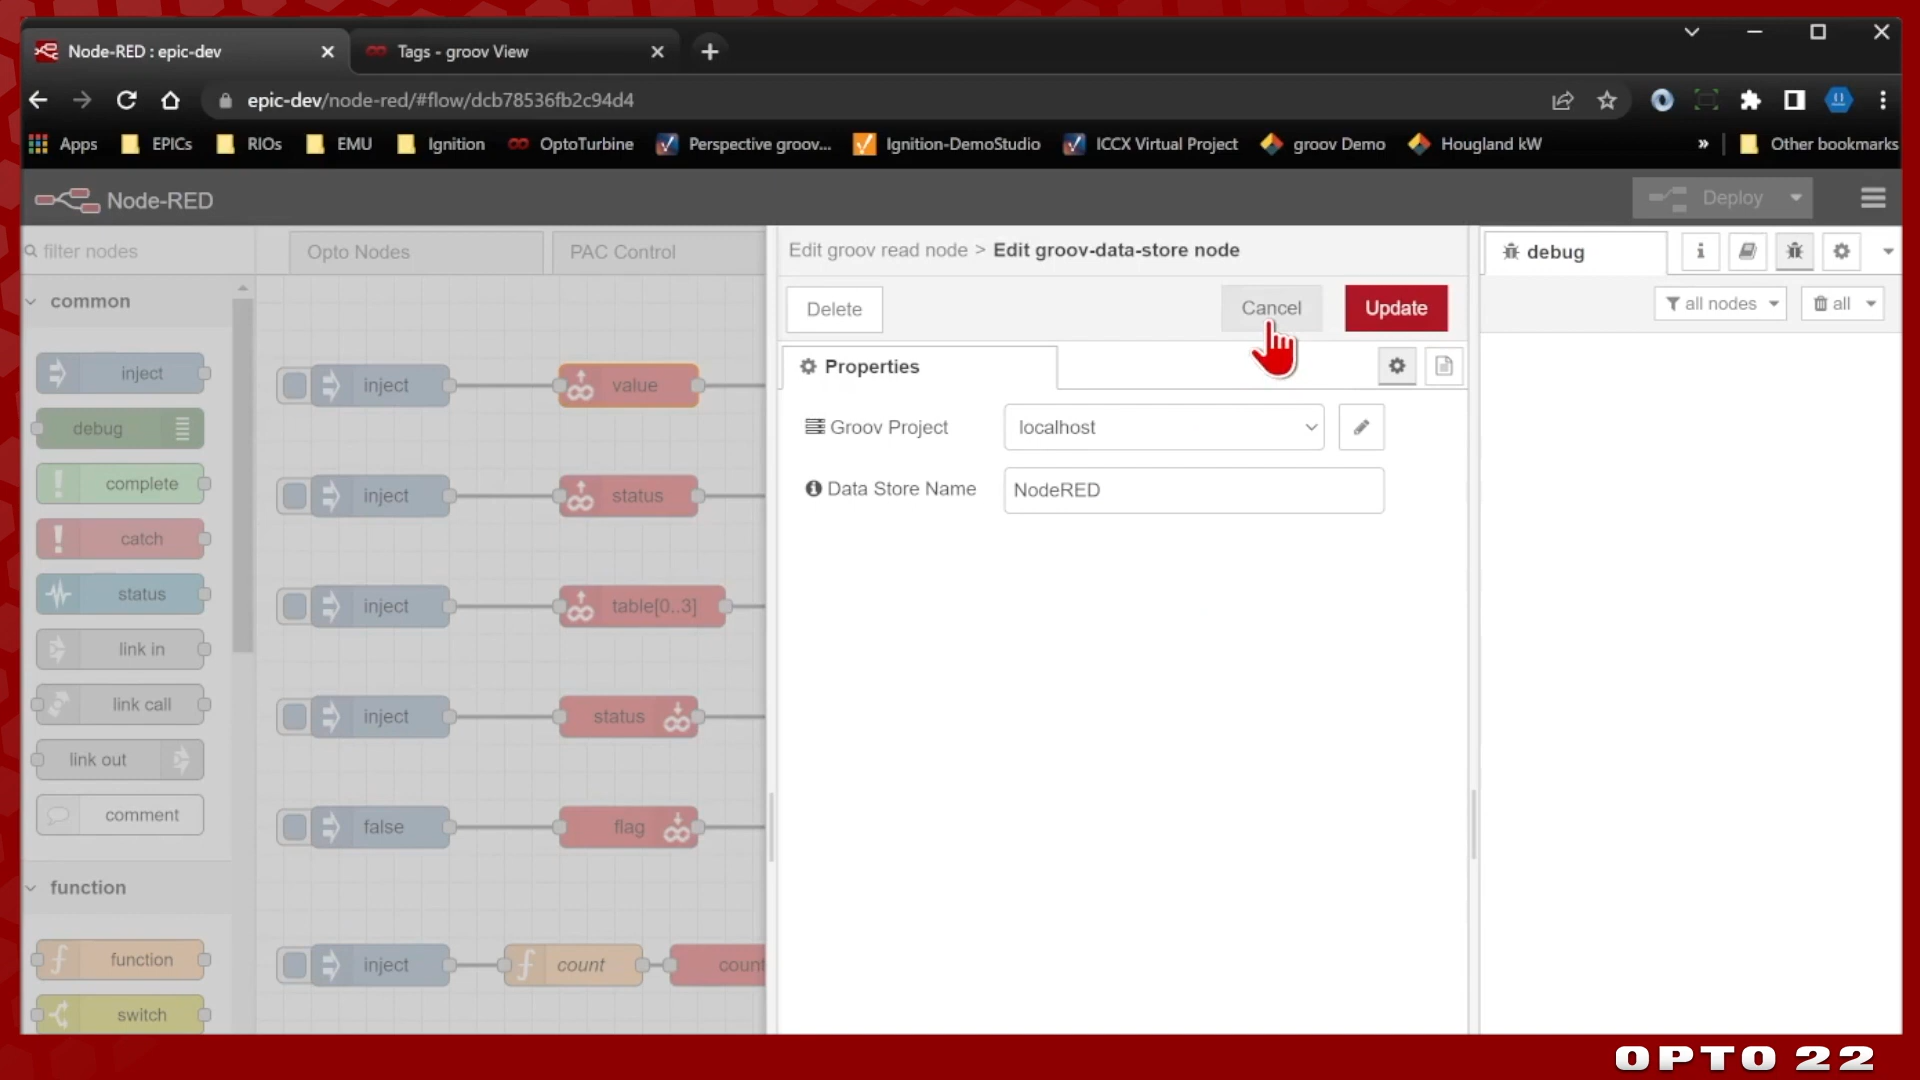 Node-RED : epic-dev
Tags - groov View
epic-dev/node-red/#flow/dcb78536fb2c94d4
Apps
EPICs
RIOs
EMU
Ignition
OptoTurbine
Perspective groov...
Ignition-DemoStudio
ICCX Virtual Project
groov Demo
Hougland kW
»
Other bookmarks
Node-RED
Deploy
filter nodes
Opto Nodes
PAC Control
Edit groov read node > Edit groov-data-store node
debug
Delete
Cancel
Update
all nodes
all
common
Properties
inject
debug
complete
catch
status
link in
link call
link out
comment
function
function
switch
inject
value
inject
status
inject
table[0..3]
inject
status
false
flag
inject
count
count
Groov Project
localhost
Data Store Name
NodeRED
OPTO 22